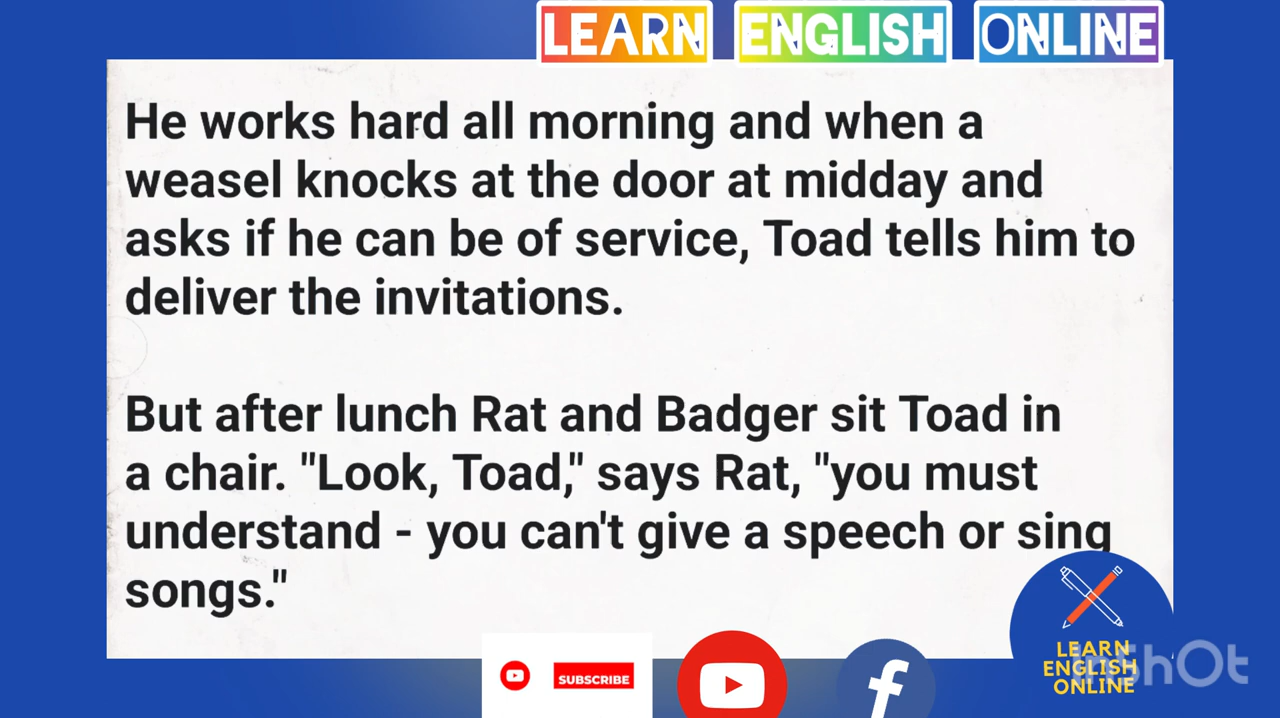 LEARN ENGLISH ONLINE
He works hard all morning and when a
weasel knocks at the door at midday and
asks if he can be of service, Toad tells him to
deliver the invitations.
But after lunch Rat and Badger sit Toad in
a chair. "Look, Toad," says Rat, "you must
understand - you can't give a speech or sing
songs."
SUBSCRIBE
LEARN
ENGLISH
ONLINE